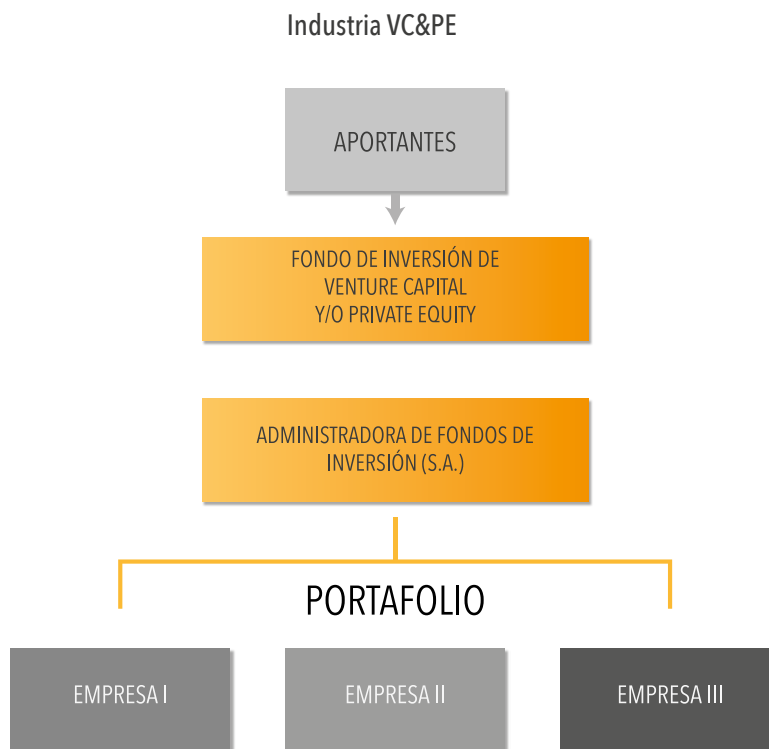 Industria VC&PE
APORTANTES
FONDO DE INVERSIÓN DE
VENTURE CAPITAL
Y/O PRIVATE EQUITY
ADMINISTRADORA DE FONDOS DE
INVERSIÓN (S.A.)
PORTAFOLIO
EMPRESA I
EMPRESA II
EMPRESA III